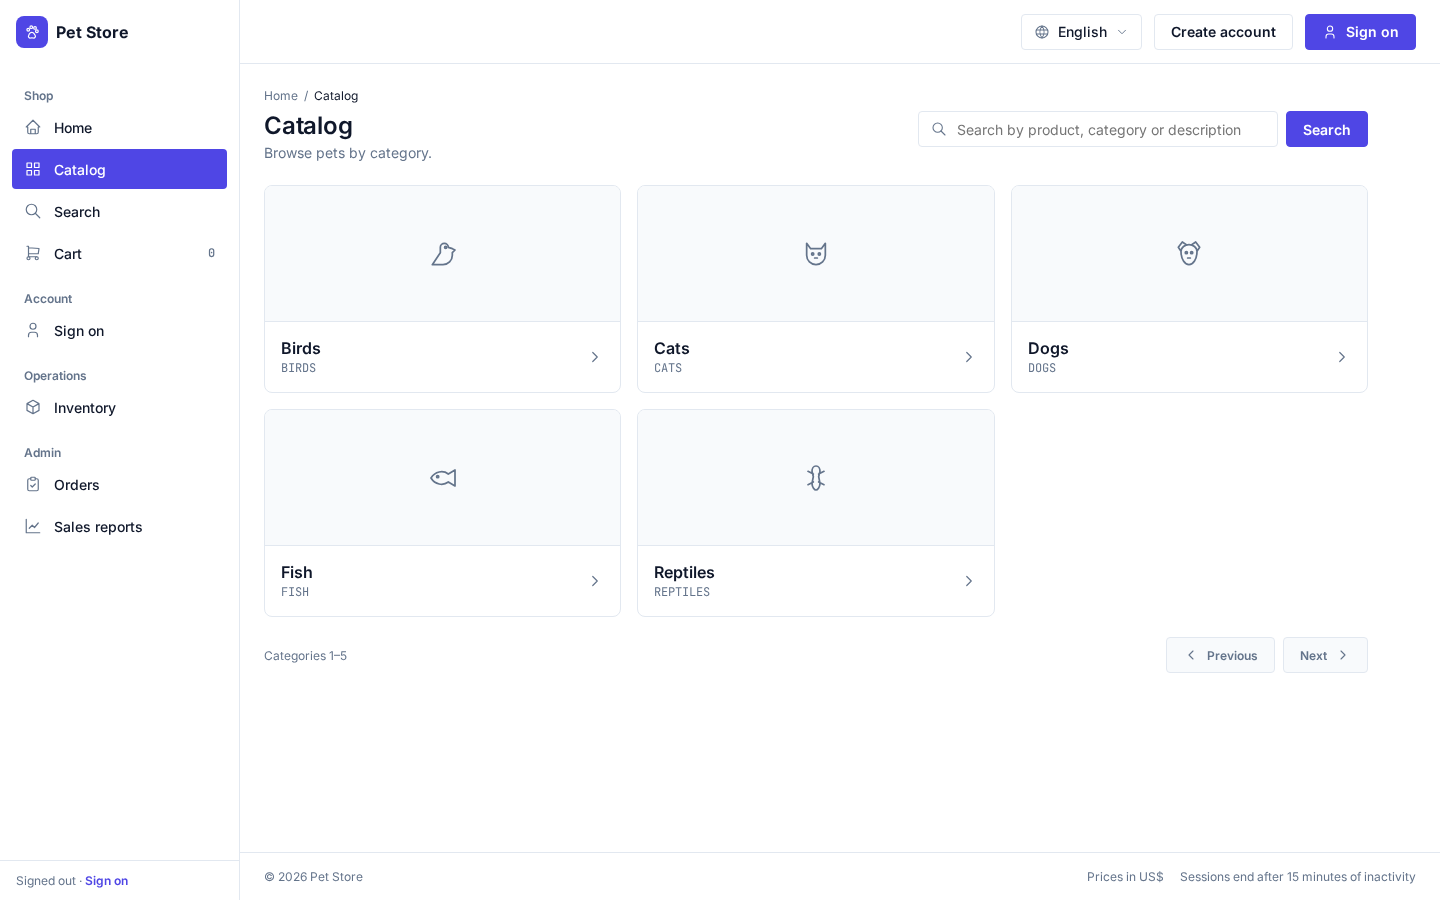 Pet Store
Shop
Home
Catalog
Search
Cart 0
Account
Sign on
Operations
Inventory
Admin
Orders
Sales reports
Signed out · Sign on
English
Create account
Sign on
Home / Catalog
Catalog
Browse pets by category.
Search by product, category or description
Search
Birds
BIRDS
Cats
CATS
Dogs
DOGS
Fish
FISH
Reptiles
REPTILES
Categories 1–5
Previous
Next
© 2026 Pet Store
Prices in US$
Sessions end after 15 minutes of inactivity